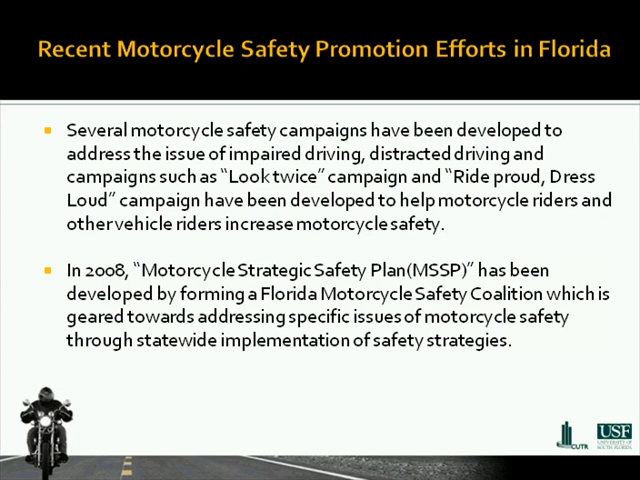 Recent Motorcycle Safety Promotion Efforts in Florida
Several motorcycle safety campaigns have been developed to
address the issue of impaired driving, distracted driving and
campaigns such as “Look twice” campaign and “Ride proud, Dress
Loud” campaign have been developed to help motorcycle riders and
other vehicle riders increase motorcycle safety.
In 2008, “Motorcycle Strategic Safety Plan(MSSP)” has been
developed by forming a Florida Motorcycle Safety Coalition which is
geared towards addressing specific issues of motorcycle safety
through statewide implementation of safety strategies.
CUTR
USF
UNIVERSITY OF
SOUTH FLORIDA